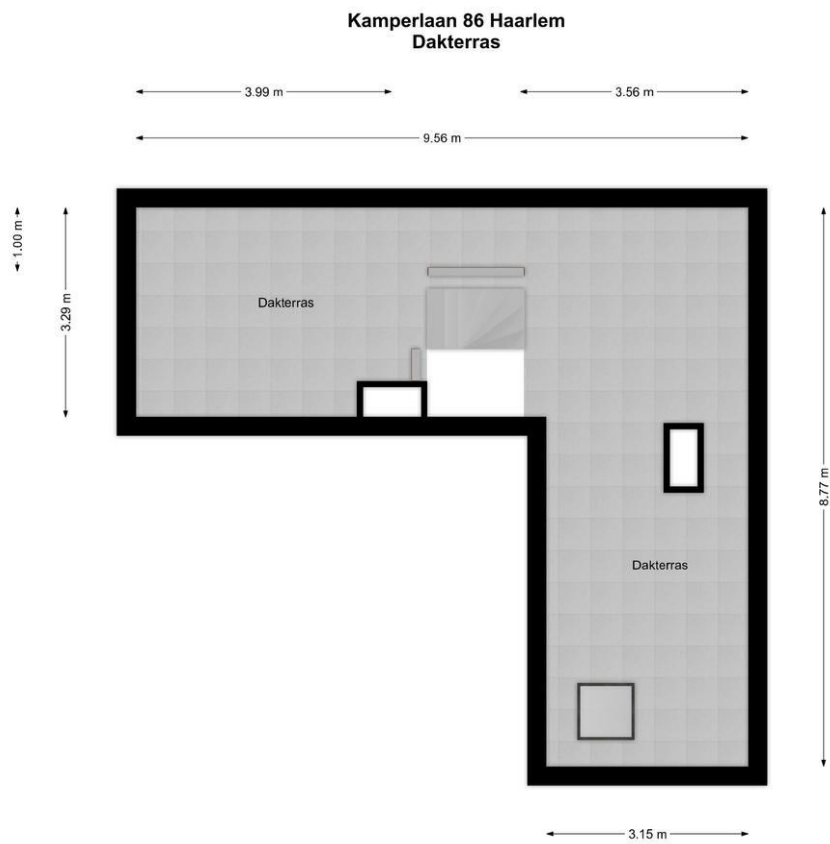 Kamperlaan 86 Haarlem
Dakterras
3.99 m
3.56 m
9.56 m
1.00 m
3.29 m
Dakterras
8.77 m
Dakterras
3.15 m